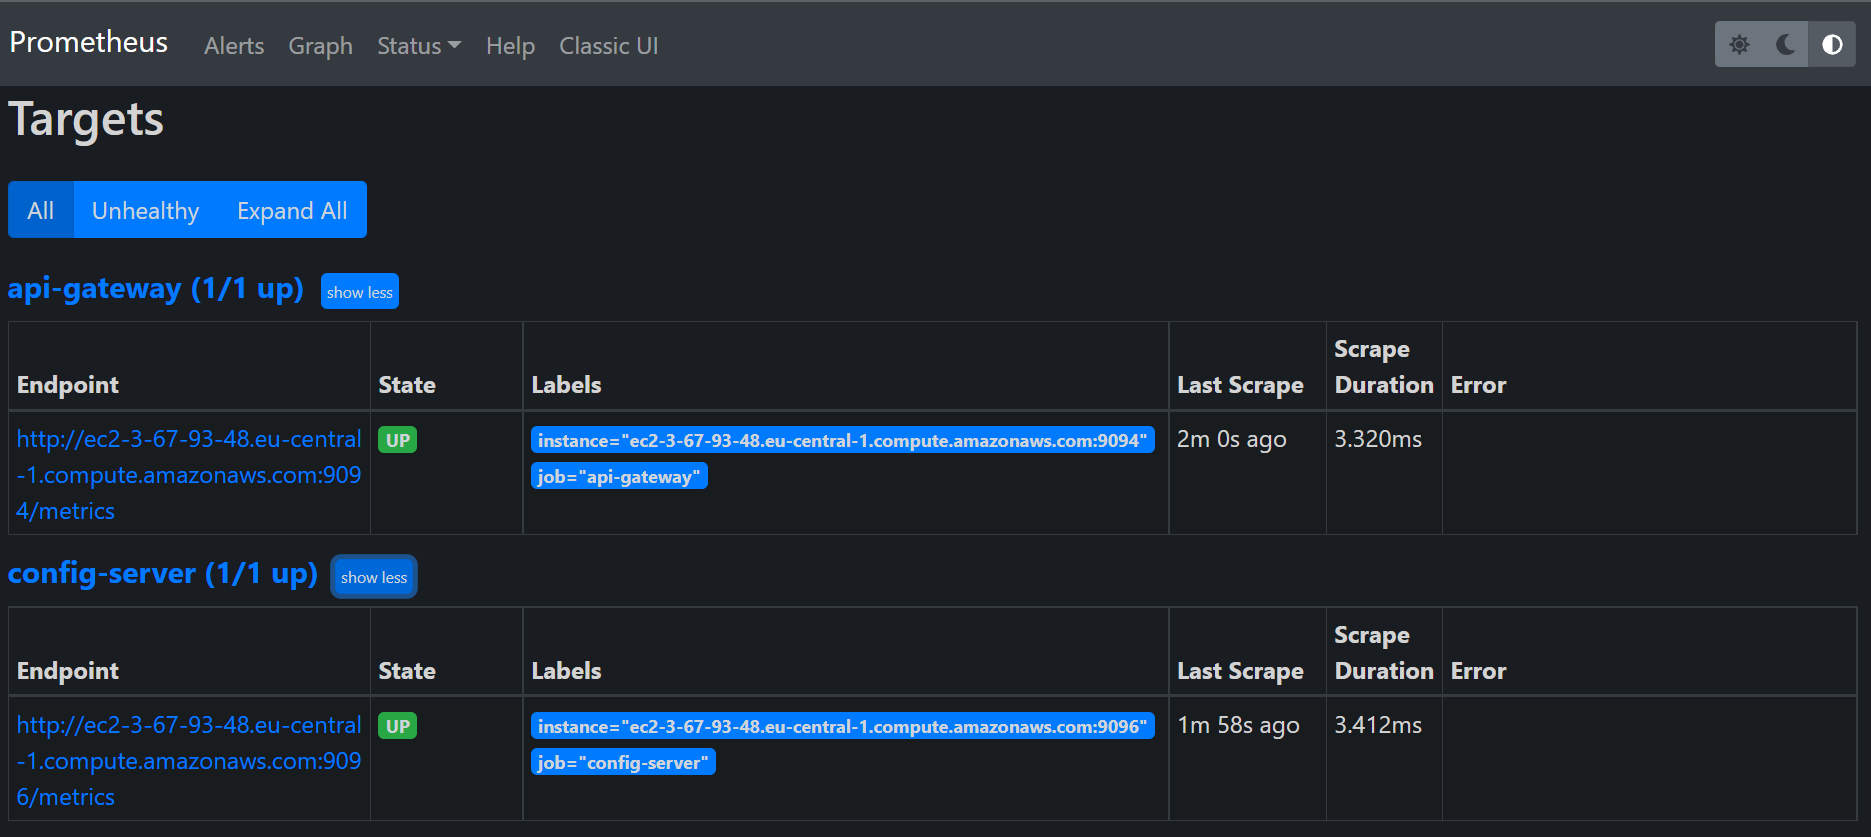 Prometheus Alerts Graph Status Help Classic UI
Targets
All Unhealthy Expand All
api-gateway (1/1 up) show less
Endpoint State Labels Last Scrape Scrape Duration Error
http://ec2-3-67-93-48.eu-central
-1.compute.amazonaws.com:909
4/metrics
UP
instance="ec2-3-67-93-48.eu-central-1.compute.amazonaws.com:9094"
job="api-gateway"
2m 0s ago
3.320ms
config-server (1/1 up) show less
Endpoint State Labels Last Scrape Scrape Duration Error
http://ec2-3-67-93-48.eu-central
-1.compute.amazonaws.com:909
6/metrics
UP
instance="ec2-3-67-93-48.eu-central-1.compute.amazonaws.com:9096"
job="config-server"
1m 58s ago
3.412ms